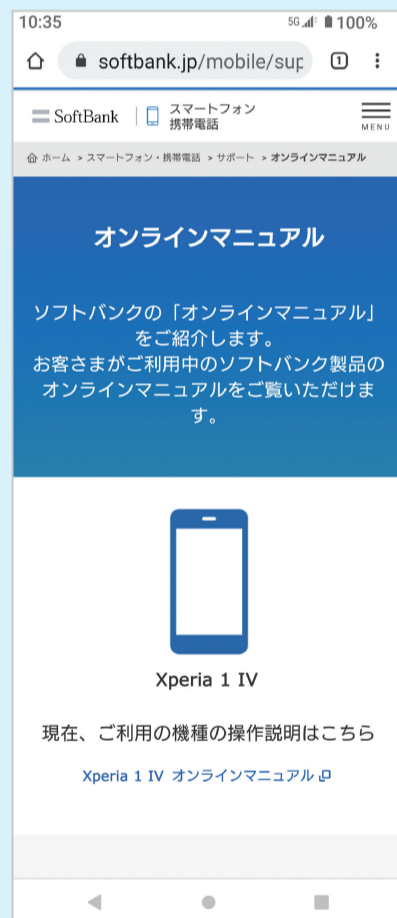 10:35
5G
100%
softbank.jp/mobile/sup
1
SoftBank
スマートフォン
携帯電話
MENU
ホーム > スマートフォン・携帯電話 > サポート > オンラインマニュアル
オンラインマニュアル
ソフトバンクの「オンラインマニュアル」
をご紹介します。
お客さまがご利用中のソフトバンク製品の
オンラインマニュアルをご覧いただけま
す。
Xperia 1 IV
現在、ご利用の機種の操作説明はこちら
Xperia 1 IV オンラインマニュアル